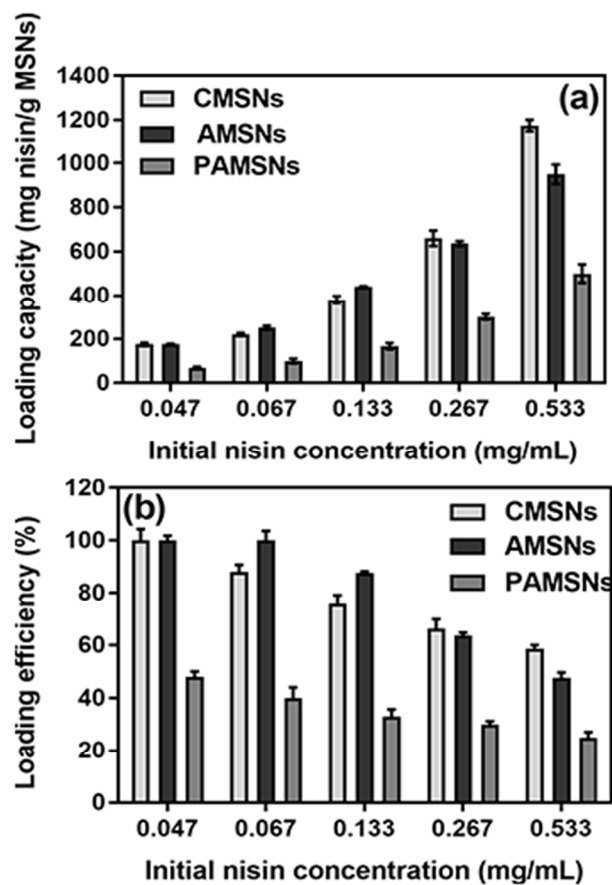 (a)
CMSNs
AMSNs
PAMSNs
Loading capacity (mg nisin/g MSNs)
1400
1200
1000
800
600
400
200
0
0.047 0.067 0.133 0.267 0.533
Initial nisin concentration (mg/mL)
(b)
CMSNs
AMSNs
PAMSNs
Loading efficiency (%)
120
100
80
60
40
20
0
0.047 0.067 0.133 0.267 0.533
Initial nisin concentration (mg/mL)